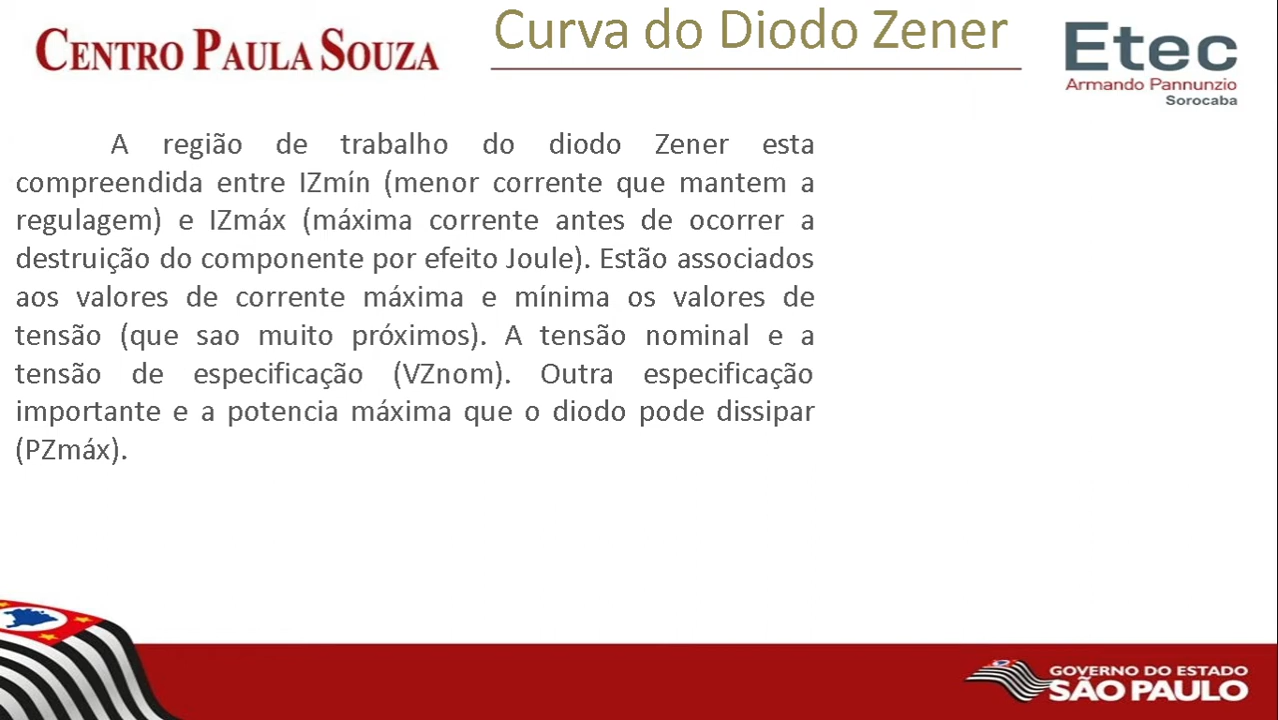 CENTRO PAULA SOUZA
Curva do Diodo Zener
Etec
Armando Pannunzio
Sorocaba
A região de trabalho do diodo Zener esta
compreendida entre IZmín (menor corrente que mantem a
regulagem) e IZmáx (máxima corrente antes de ocorrer a
destruição do componente por efeito Joule). Estão associados
aos valores de corrente máxima e mínima os valores de
tensão (que sao muito próximos). A tensão nominal e a
tensão de especificação (VZnom). Outra especificação
importante e a potencia máxima que o diodo pode dissipar
(PZmáx).
GOVERNO DO ESTADO
SÃO PAULO